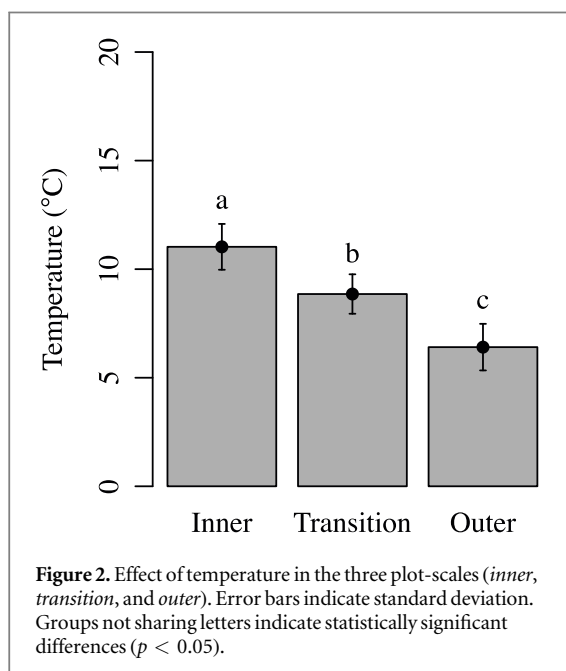 20
15
10
5
0
Temperature (°C)
a
b
c
Inner Transition Outer
Figure 2. Effect of temperature in the three plot-scales (inner,
transition, and outer). Error bars indicate standard deviation.
Groups not sharing letters indicate statistically significant
differences (p < 0.05).